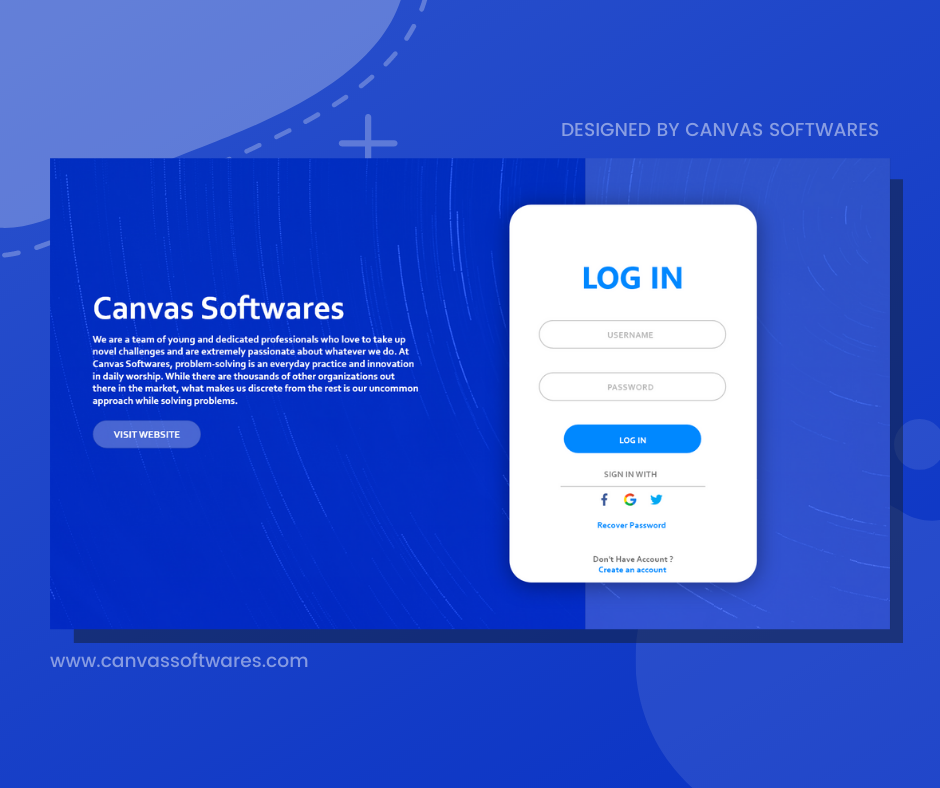 DESIGNED BY CANVAS SOFTWARES
Canvas Softwares
We are a team of young and dedicated professionals who love to take up
novel challenges and are extremely passionate about whatever we do. At
Canvas Softwares, problem-solving is an everyday practice and innovation
in daily worship. While there are thousands of other organizations out
there in the market, what makes us discrete from the rest is our uncommon
approach while solving problems.
VISIT WEBSITE
LOG IN
USERNAME
PASSWORD
LOG IN
SIGN IN WITH
Recover Password
Don't Have Account ?
Create an account
www.canvassoftwares.com